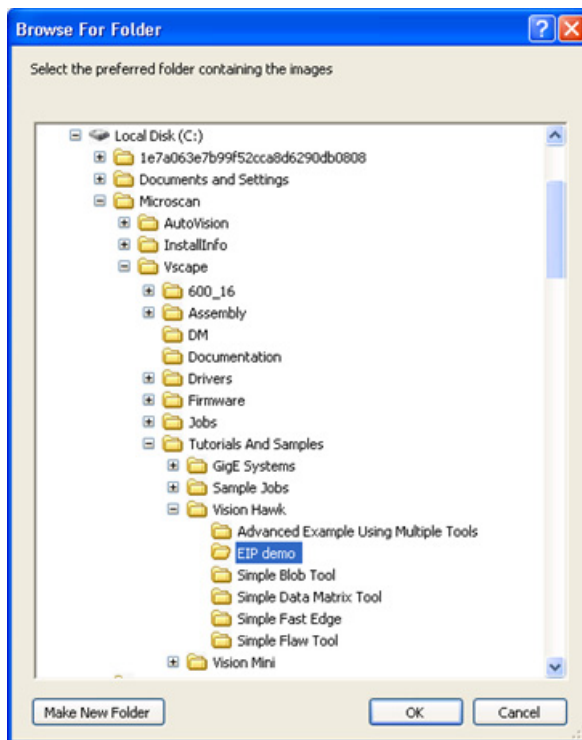 Browse For Folder
Select the preferred folder containing the images
Local Disk (C:)
1e7a063e7b99f52cca8d6290db0808
Documents and Settings
Microscan
AutoVision
InstallInfo
Vscape
600_16
Assembly
DM
Documentation
Drivers
Firmware
Jobs
Tutorials And Samples
GigE Systems
Sample Jobs
Vision Hawk
Advanced Example Using Multiple Tools
EIP demo
Simple Blob Tool
Simple Data Matrix Tool
Simple Fast Edge
Simple Flaw Tool
Vision Mini
Make New Folder OK Cancel